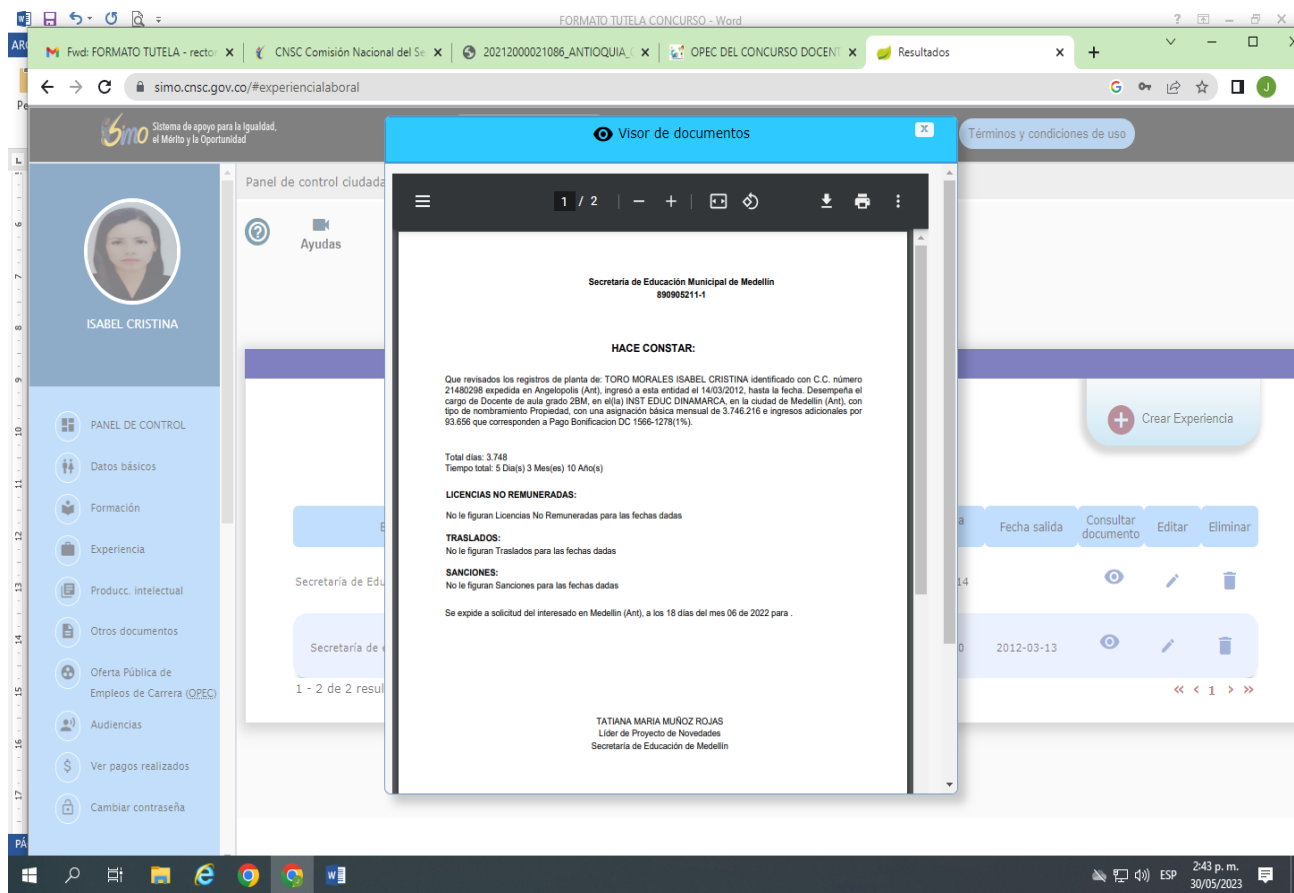 FORMATO TUTELA CONCURSO - Word
Fwd: FORMATO TUTELA - rector
CNSC Comisión Nacional del Se
20212000021086_ANTIOQUIA_
OPEC DEL CONCURSO DOCENT
Resultados
simo.cnsc.gov.co/#experiencialaboral
Simo
Sistema de apoyo para la Igualdad,
el Mérito y la Oportunidad
Visor de documentos
Términos y condiciones de uso
Panel de control ciudada
Ayudas
ISABEL CRISTINA
PANEL DE CONTROL
Datos básicos
Formación
Experiencia
Producc. intelectual
Otros documentos
Oferta Pública de
Empleos de Carrera (OPEC)
Audiencias
Ver pagos realizados
Cambiar contraseña
1 / 2
Secretaría de Educación Municipal de Medellín
890905211-1
HACE CONSTAR:
Que revisados los registros de planta de: TORO MORALES ISABEL CRISTINA identificado con C.C. número
21480298 expedida en Angelopolis (Ant), ingresó a esta entidad el 14/03/2012, hasta la fecha. Desempeña el
cargo de Docente de aula grado 2BM, en el(la) INST EDUC DINAMARCA, en la ciudad de Medellin (Ant), con
tipo de nombramiento Propiedad, con una asignación básica mensual de 3.746.216 e ingresos adicionales por
93.656 que corresponden a Pago Bonificacion DC 1566-1278(1%).
Total días: 3.748
Tiempo total: 5 Dia(s) 3 Mes(es) 10 Año(s)
LICENCIAS NO REMUNERADAS:
No le figuran Licencias No Remuneradas para las fechas dadas
TRASLADOS:
No le figuran Traslados para las fechas dadas
SANCIONES:
No le figuran Sanciones para las fechas dadas
Se expide a solicitud del interesado en Medellín (Ant), a los 18 días del mes 06 de 2022 para .
TATIANA MARIA MUÑOZ ROJAS
Líder de Proyecto de Novedades
Secretaría de Educación de Medellín
Crear Experiencia
E
a
Fecha salida
Consultar
documento
Editar
Eliminar
Secretaría de Edu
14
Secretaría de
0
2012-03-13
1 - 2 de 2 resul
« < 1 > »
ESP
2:43 p. m.
30/05/2023